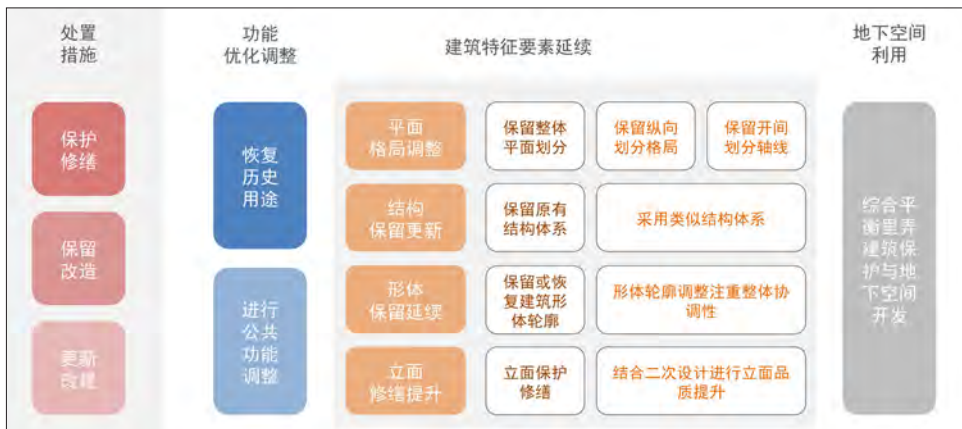 处置
措施
功能
优化调整
建筑特征要素延续
地下空间
利用
保护
修缮
保留
改造
更新
改建
恢复
历史
用途
进行
公共
功能
调整
平面
格局调整
保留整体
平面划分
保留纵向
划分格局
保留开间
划分轴线
结构
保留更新
保留原有
结构体系
采用类似结构体系
形体
保留延续
保留或恢
复建筑形
体轮廓
形体轮廓调整注重整体协
调性
立面
修缮提升
立面保护
修缮
结合二次设计进行立面品
质提升
综合平
衡里弄
建筑保
护与地
下空间
开发